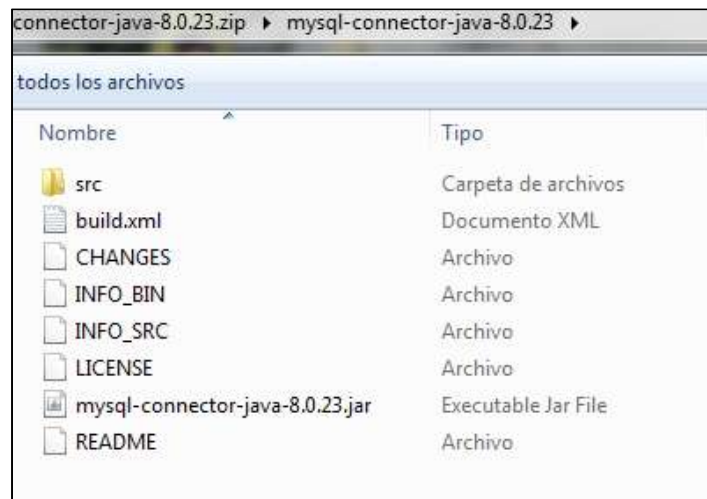 connector-java-8.0.23.zip ▸ mysql-connector-java-8.0.23 ▸
todos los archivos
Nombre Tipo
src Carpeta de archivos
build.xml Documento XML
CHANGES Archivo
INFO_BIN Archivo
INFO_SRC Archivo
LICENSE Archivo
mysql-connector-java-8.0.23.jar Executable Jar File
README Archivo